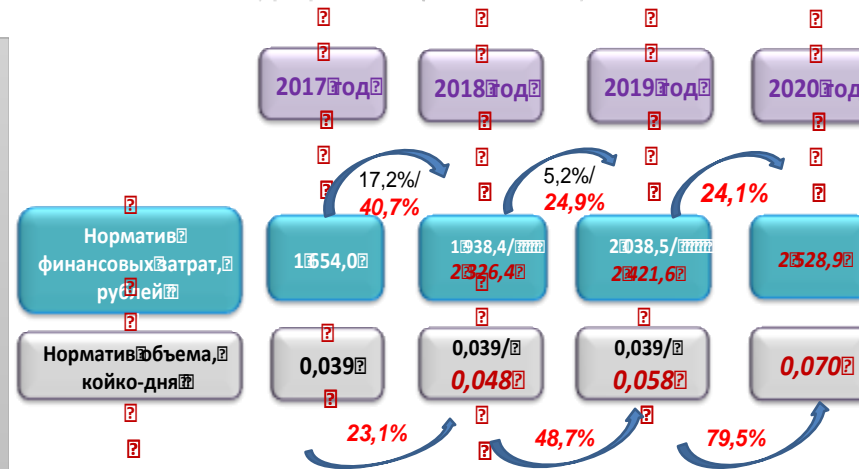 2017 год
2018 год
2019 год
2020 год
17,2%/
40,7%
5,2%/
24,9%
24,1%
Норматив
финансовых затрат,
рублей
1 654,0
1 938,4/
2 326,4
2 038,5/
2 421,6
2 528,9
Норматив объема,
койко-дня
0,039
0,039/
0,048
0,039/
0,058
0,070
23,1%
48,7%
79,5%